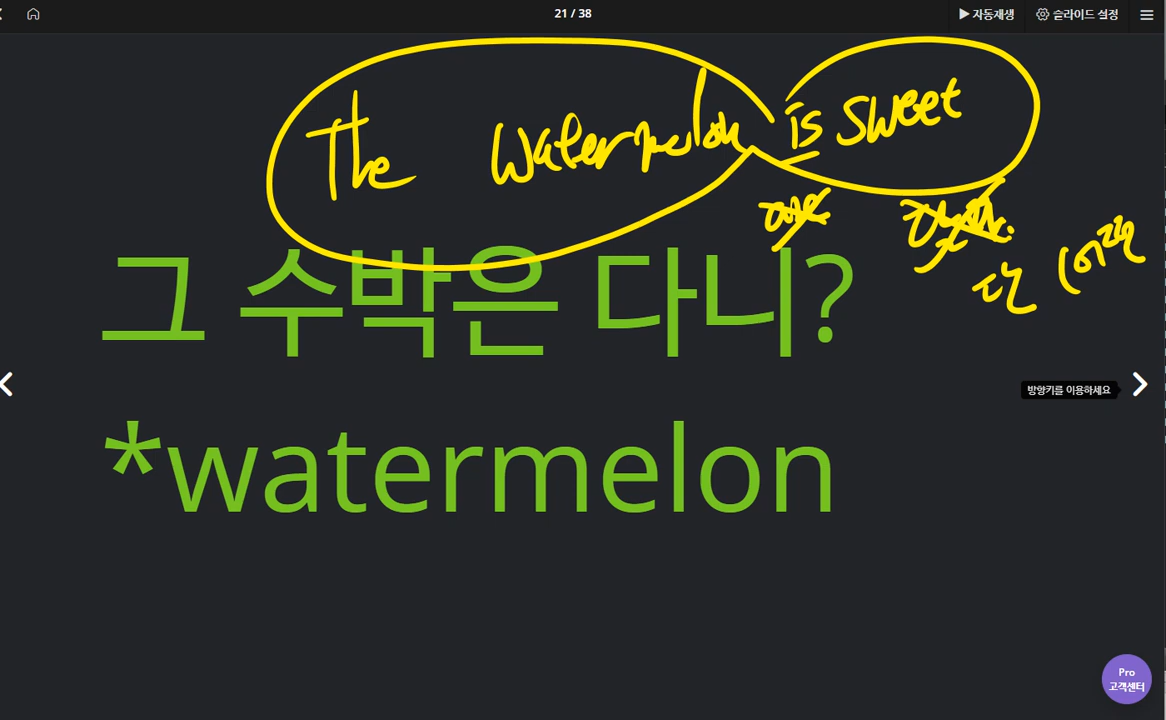 21 / 38
▶ 자동재생
슬라이드 설정
The watermelon is sweet
그 수박은 다니?
방향키를 이용하세요
*watermelon
Pro
고객센터